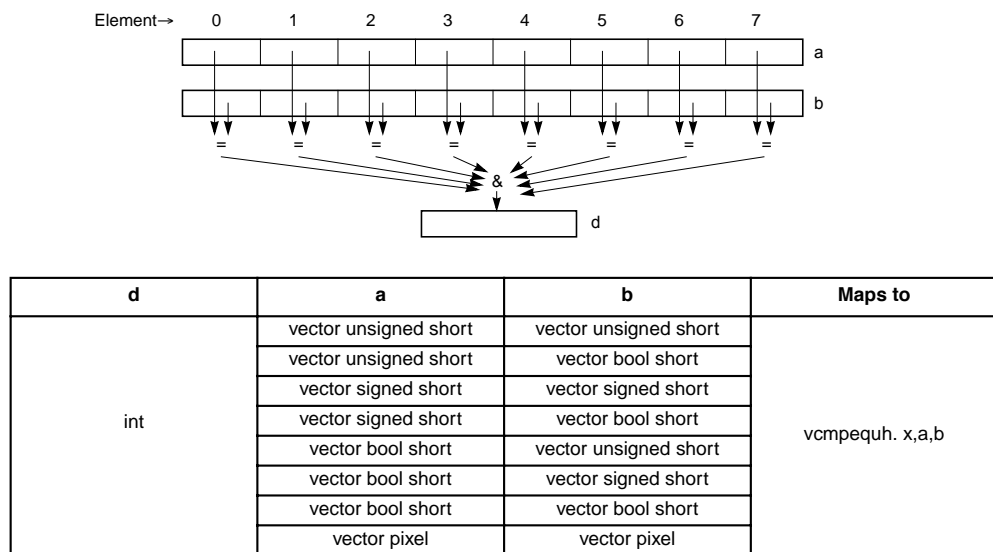 Element→ 0 1 2 3 4 5 6 7
a
b
= = = = = = = =
&
d
d a b Maps to
vector unsigned short vector unsigned short
vector unsigned short vector bool short
vector signed short vector signed short
int vector signed short vector bool short vcmpequh. x,a,b
vector bool short vector unsigned short
vector bool short vector signed short
vector bool short vector bool short
vector pixel vector pixel